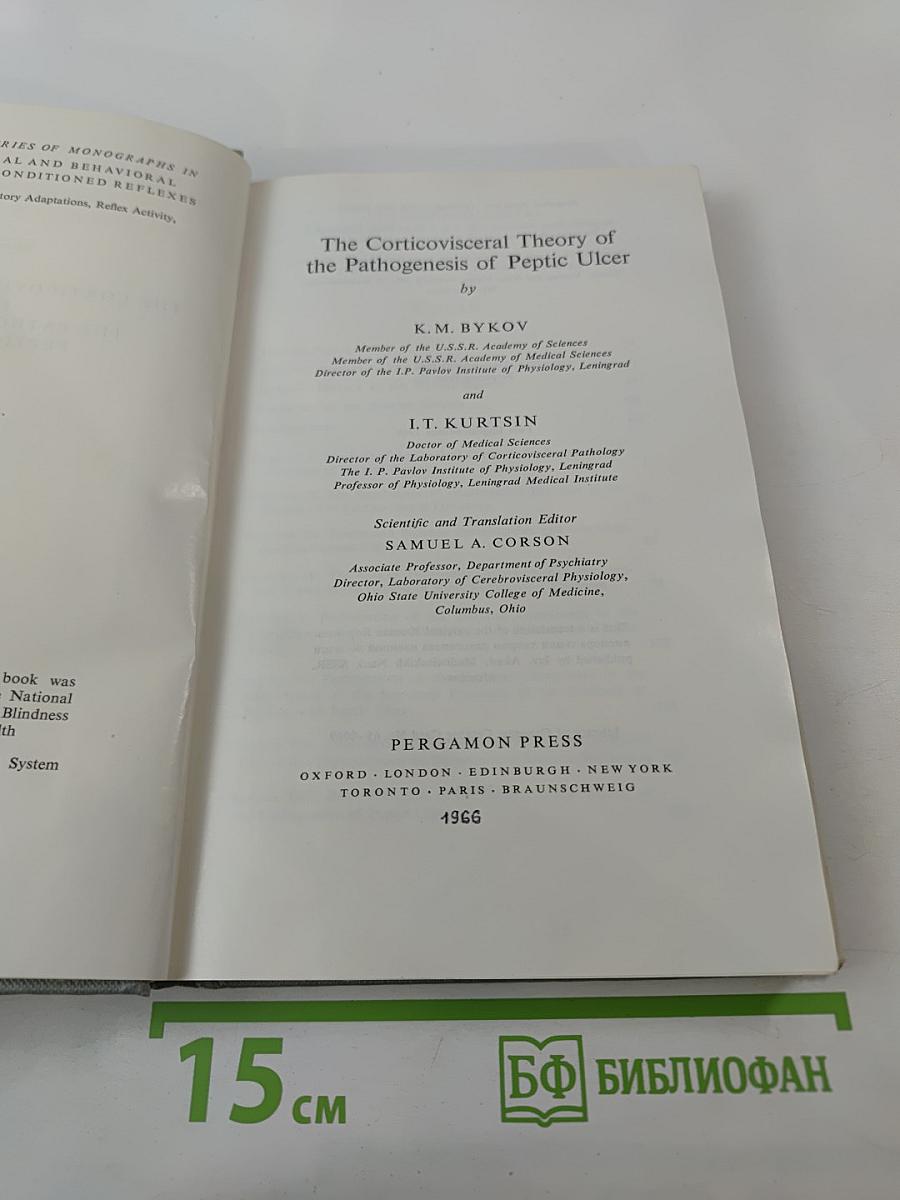 RIES OF MONOGRAPHS IN
AL AND BEHAVIORAL
ONDITIONED REFLEXES
tory Adaptations, Reflex Activity,
book was
National
Blindness
lth
System
The Corticovisceral Theory of
the Pathogenesis of Peptic Ulcer
by
K. M. BYKOV
Member of the U.S.S.R. Academy of Sciences
Member of the U.S.S.R. Academy of Medical Sciences
Director of the I.P. Pavlov Institute of Physiology, Leningrad
and
I. T. KURTSIN
Doctor of Medical Sciences
Director of the Laboratory of Corticovisceral Pathology
The I. P. Pavlov Institute of Physiology, Leningrad
Professor of Physiology, Leningrad Medical Institute
Scientific and Translation Editor
SAMUEL A. CORSON
Associate Professor, Department of Psychiatry
Director, Laboratory of Cerebrovisceral Physiology,
Ohio State University College of Medicine,
Columbus, Ohio
PERGAMON PRESS
OXFORD · LONDON · EDINBURGH · NEW YORK
TORONTO · PARIS · BRAUNSCHWEIG
1966
15 см
БФ БИБЛИОФАН